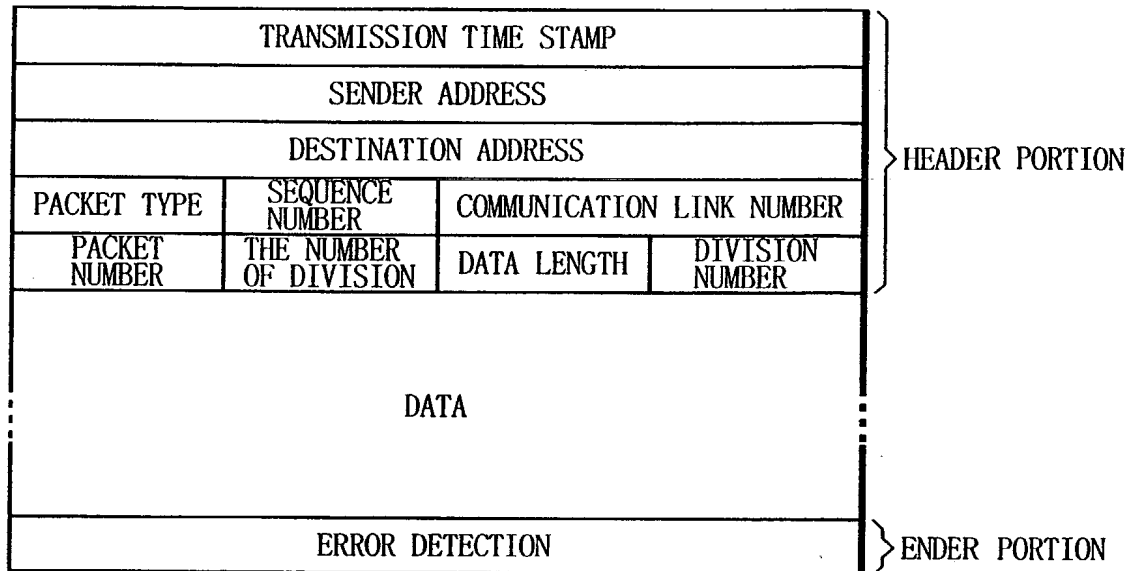 TRANSMISSION TIME STAMP
SENDER ADDRESS
DESTINATION ADDRESS
HEADER PORTION
PACKET TYPE
SEQUENCE
NUMBER
COMMUNICATION LINK NUMBER
PACKET
NUMBER
THE NUMBER
OF DIVISION
DATA LENGTH
DIVISION
NUMBER
DATA
ERROR DETECTION
ENDER PORTION